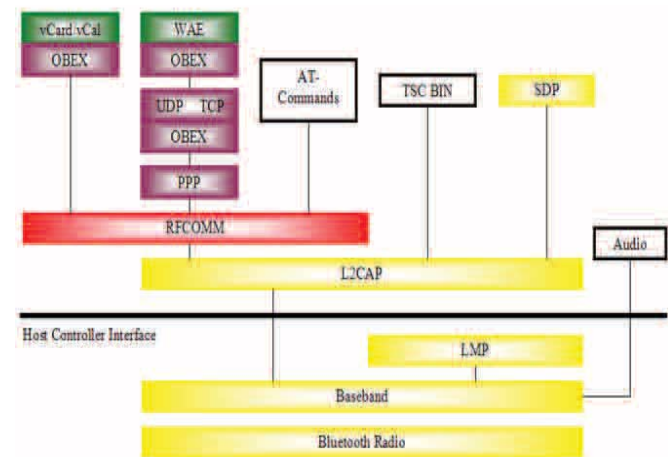 vCard vCal
WAE
OBEX
OBEX
AT-
Commands
TSC BIN
SDP
UDP TCP
OBEX
PPP
RFCOMM
Audio
L2CAP
Host Controller Interface
LMP
Baseband
Bluetooth Radio